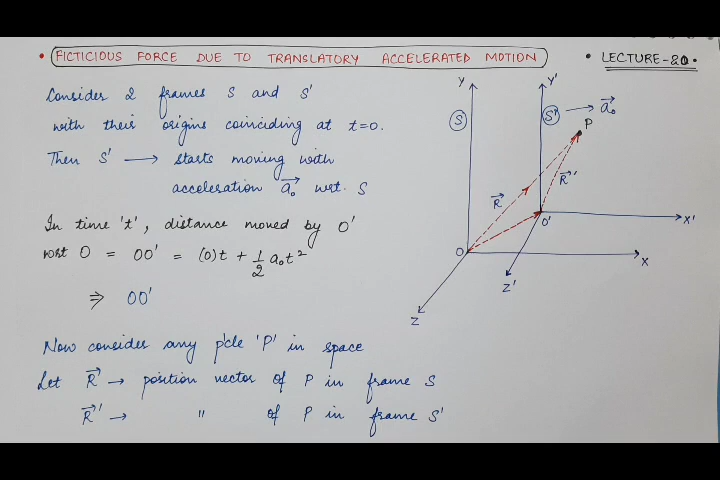 • FICTICIOUS FORCE DUE TO TRANSLATORY ACCELERATED MOTION • LECTURE-20.
Consider 2 frames S and S'
with their origins coinciding at t=0.
Then S' → starts moving with
acceleration a₀→ wrt. S
In time 't', distance moved by O'
wrt O = OO' = (0)t + 1/2 a₀t²
⇒ OO'
Now consider any p'cle 'P' in space
Let R→ → position vector of P in frame S
R→' → " of P in frame S'
Y
Y'
S
S'
→ a₀→
P
R→
R→'
O
O'
X'
X
Z'
Z